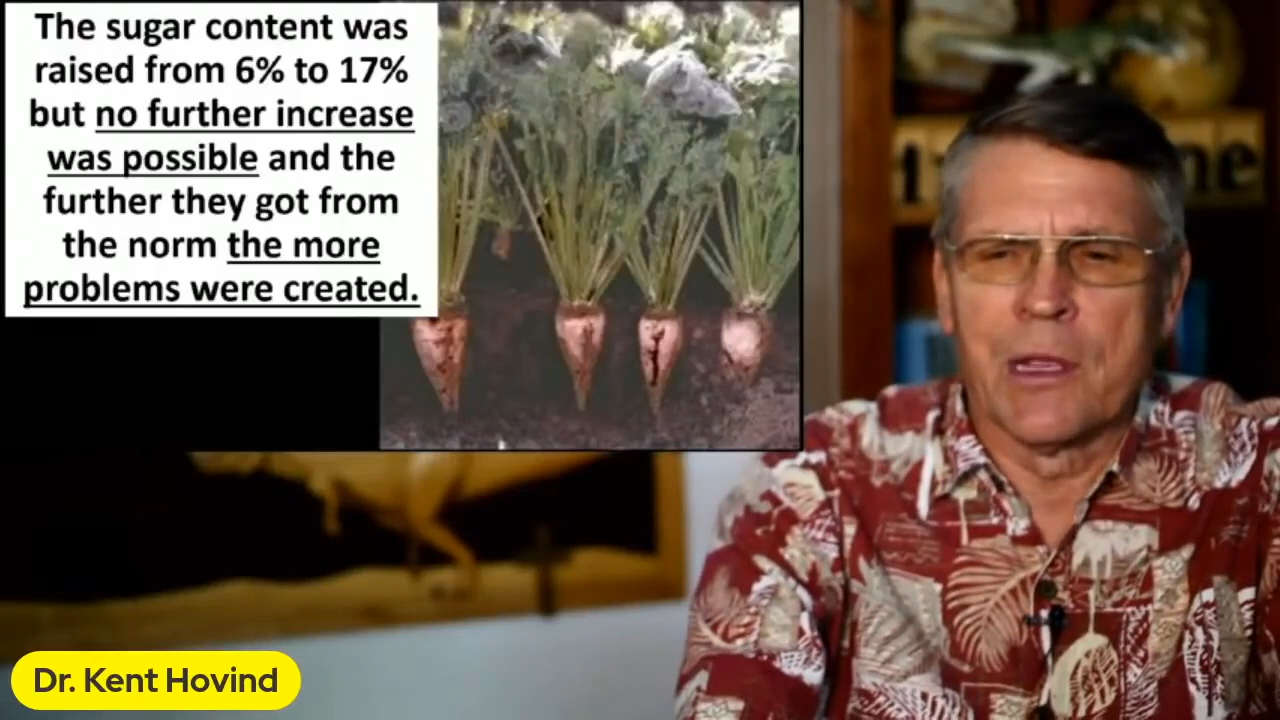 The sugar content was
raised from 6% to 17%
but no further increase
was possible and the
further they got from
the norm the more
problems were created.
Dr. Kent Hovind